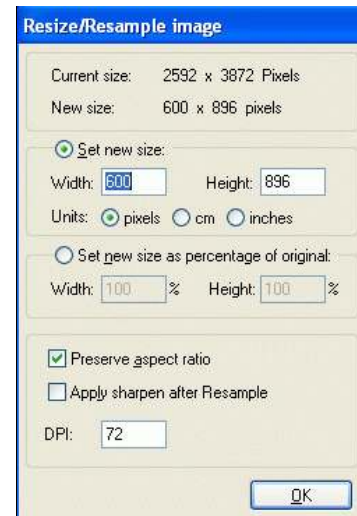 Resize/Resample image
Current size: 2592 x 3872 Pixels
New size: 600 x 896 pixels
Set new size:
Width: 600 Height: 896
Units: pixels cm inches
Set new size as percentage of original:
Width: 100 % Height: 100 %
Preserve aspect ratio
Apply sharpen after Resample
DPI: 72
OK